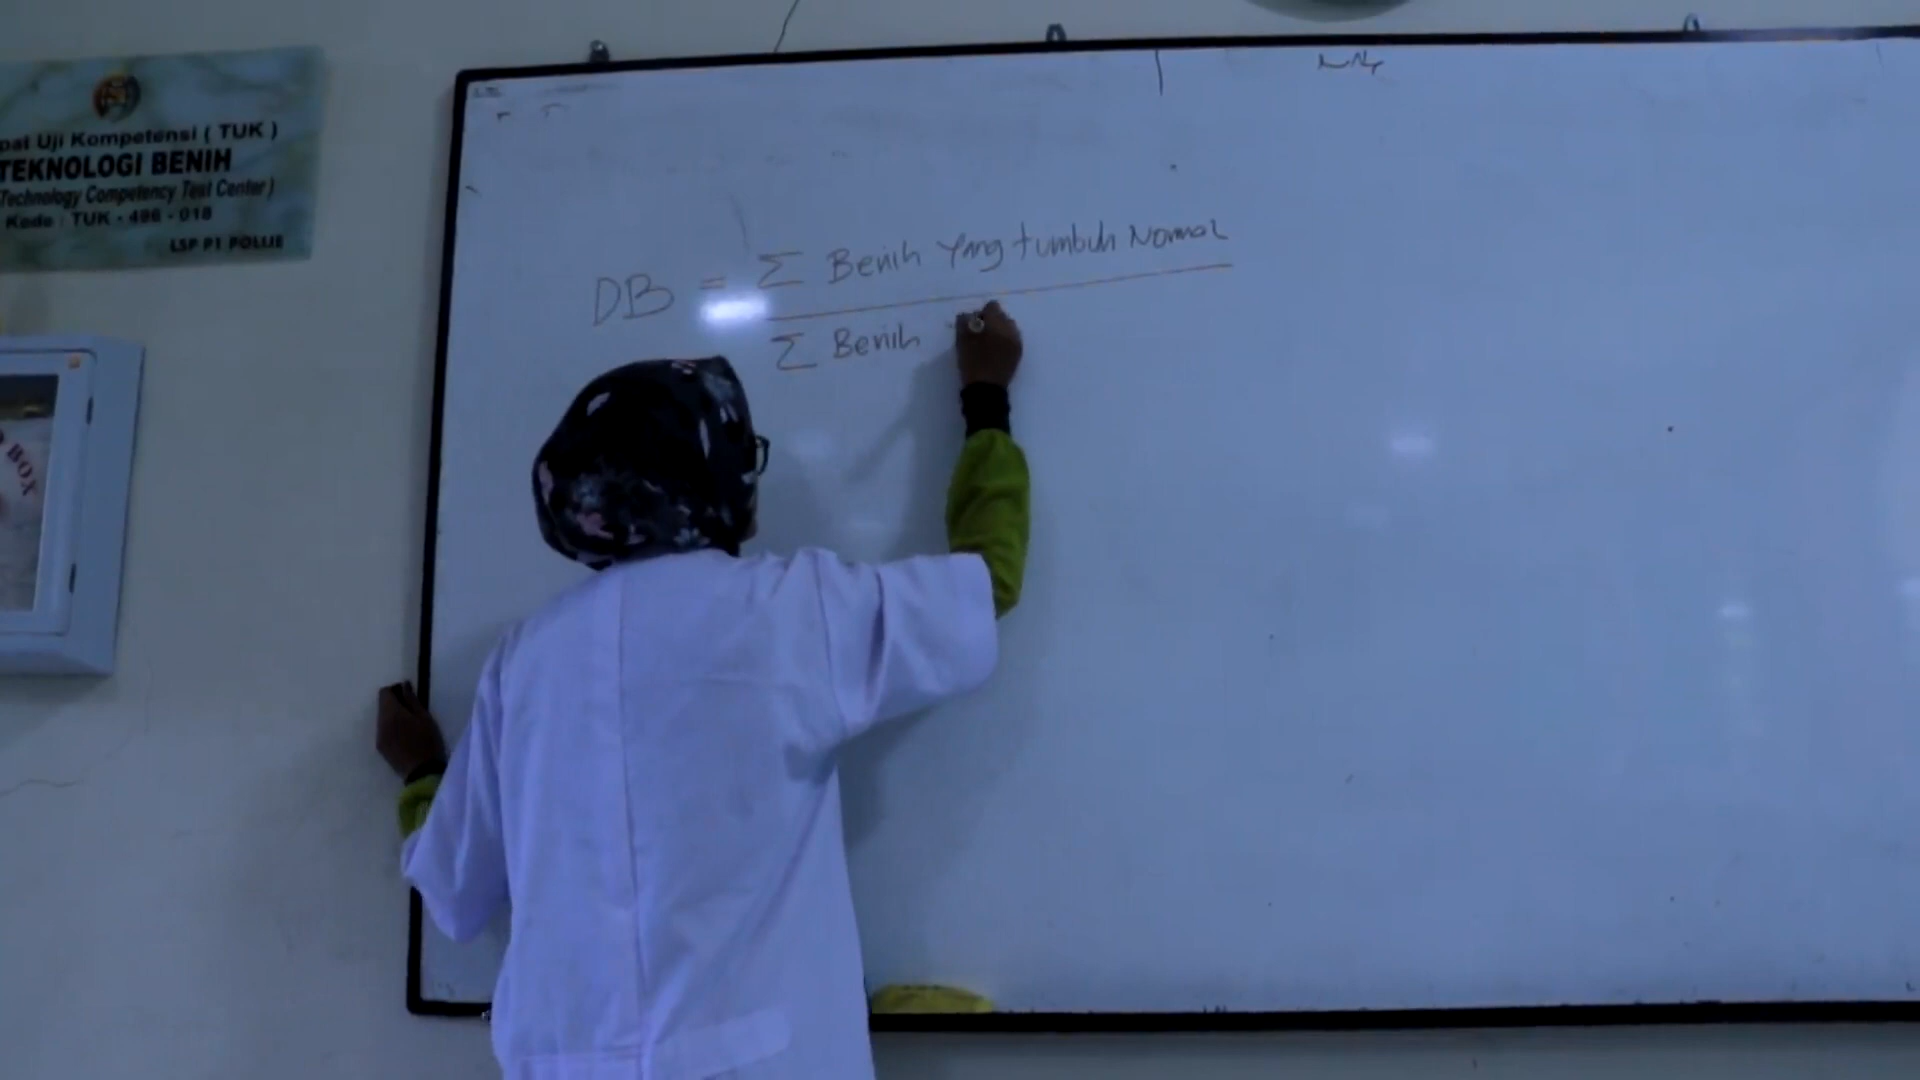 pat Uji Kompetensi ( TUK )
TEKNOLOGI BENIH
Technology Competency Test Center)
Kode : TUK - 496 - 018
LSP P1 POLIJE
BOX
DB = Σ Benih yang tumbuh Normal
Σ Benih